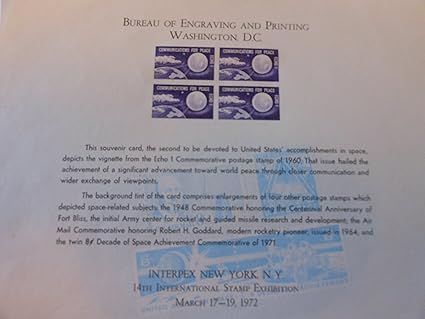 BUREAU OF ENGRAVING AND PRINTING
WASHINGTON, D.C.
COMMUNICATIONS FOR PEACE
COMMUNICATIONS FOR PEACE
COMMUNICATIONS FOR PEACE
COMMUNICATIONS FOR PEACE
This souvenir card, the second to be devoted to United States' accomplishments in space,
depicts the vignette from the Echo 1 Commemorative postage stamp of 1960. That issue hailed the
achievement of a significant advancement toward world peace through closer communication and
wider exchange of viewpoints.
The background tint of the card comprises enlargements of four other postage stamps which
depicted space-related subjects: the 1948 Commemorative honoring the Centennial Anniversary of
Fort Bliss, the initial Army center for rocket and guided missile research and development; the Air
Mail Commemorative honoring Robert H. Goddard, modern rocketry pioneer, issued in 1964; and
the twin 8¢ Decade of Space Achievement Commemorative of 1971.
INTERPEX NEW YORK N.Y.
14TH INTERNATIONAL STAMP EXHIBITION
MARCH 17–19, 1972